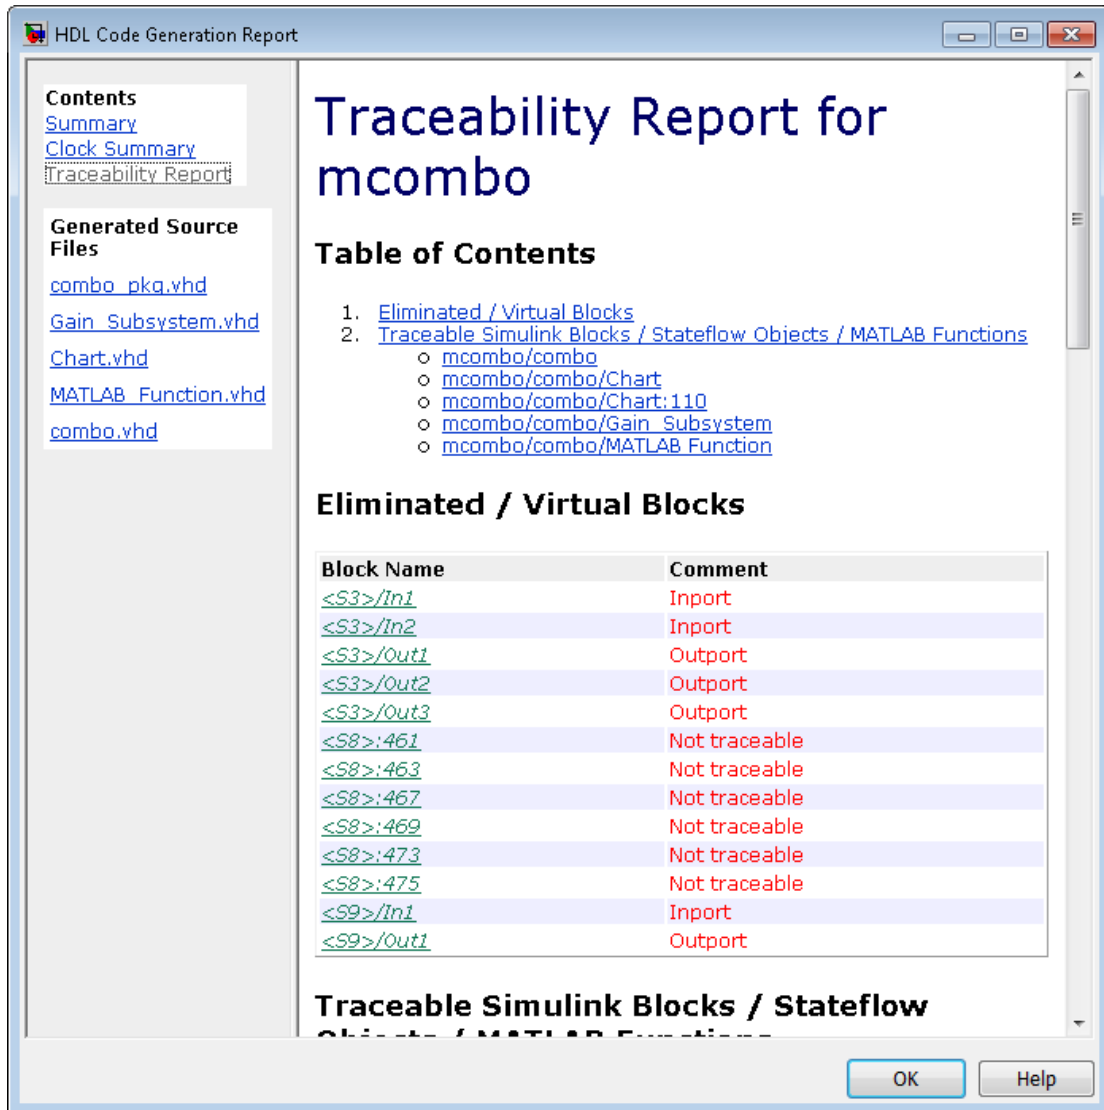 HDL Code Generation Report
Contents
Summary
Clock Summary
Traceability Report
Generated Source
Files
combo_pkg.vhd
Gain_Subsystem.vhd
Chart.vhd
MATLAB_Function.vhd
combo.vhd
Traceability Report for
mcombo
Table of Contents
1. Eliminated / Virtual Blocks
2. Traceable Simulink Blocks / Stateflow Objects / MATLAB Functions
o mcombo/combo
o mcombo/combo/Chart
o mcombo/combo/Chart:110
o mcombo/combo/Gain_Subsystem
o mcombo/combo/MATLAB Function
Eliminated / Virtual Blocks
Block Name Comment
<S3>/In1 Inport
<S3>/In2 Inport
<S3>/Out1 Outport
<S3>/Out2 Outport
<S3>/Out3 Outport
<S8>:461 Not traceable
<S8>:463 Not traceable
<S8>:467 Not traceable
<S8>:469 Not traceable
<S8>:473 Not traceable
<S8>:475 Not traceable
<S9>/In1 Inport
<S9>/Out1 Outport
Traceable Simulink Blocks / Stateflow
Objects / MATLAB Functions
OK Help